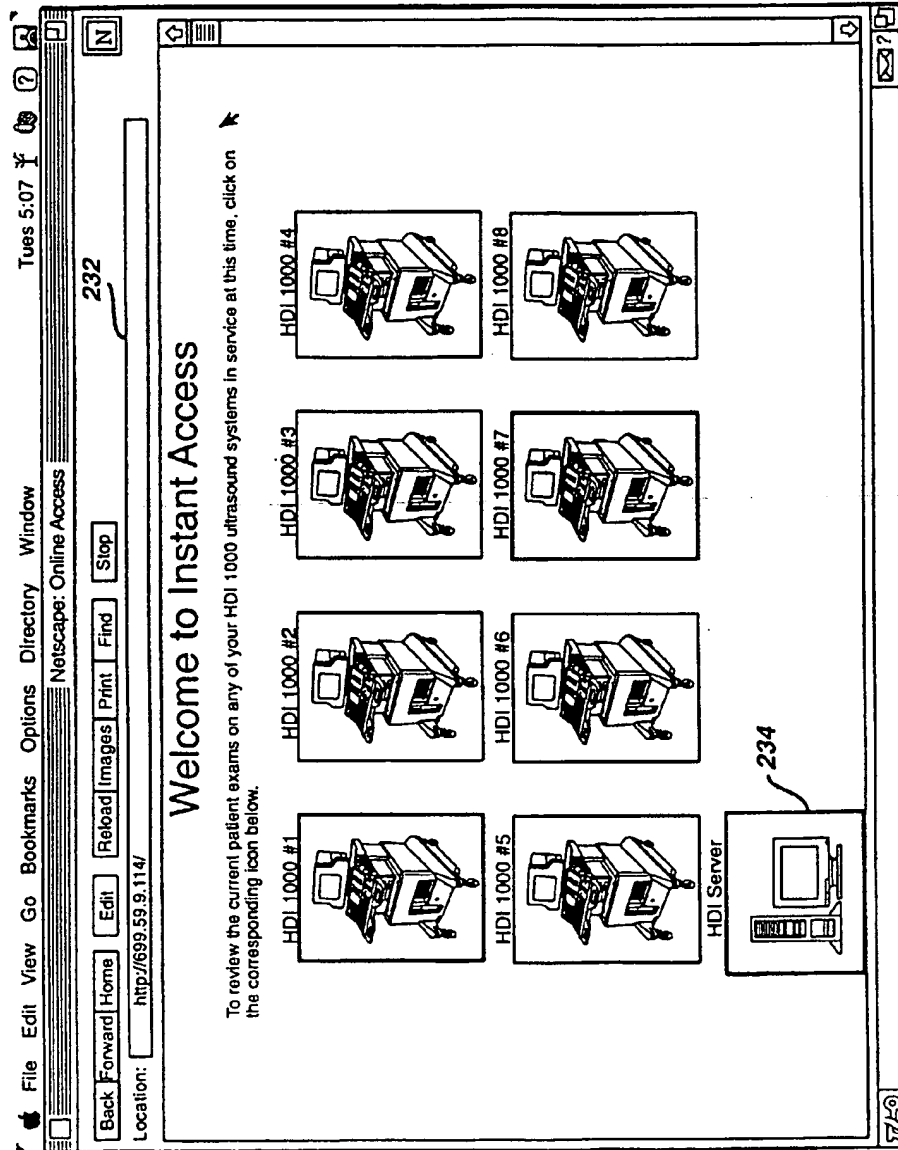 File Edit View Go Bookmarks Options Directory Window Tues 5:07 ?
Netscape: Online Access
Back Forward Home Edit Reload Images Print Find Stop N
232
Location: http://699.59.9.114/
Welcome to Instant Access
To review the current patient exams on any of your HDI 1000 ultrasound systems in service at this time, click on
the corresponding icon below.
HDI 1000 #1 HDI 1000 #2 HDI 1000 #3 HDI 1000 #4
HDI 1000 #5 HDI 1000 #6 HDI 1000 #7 HDI 1000 #8
HDI Server
234
?